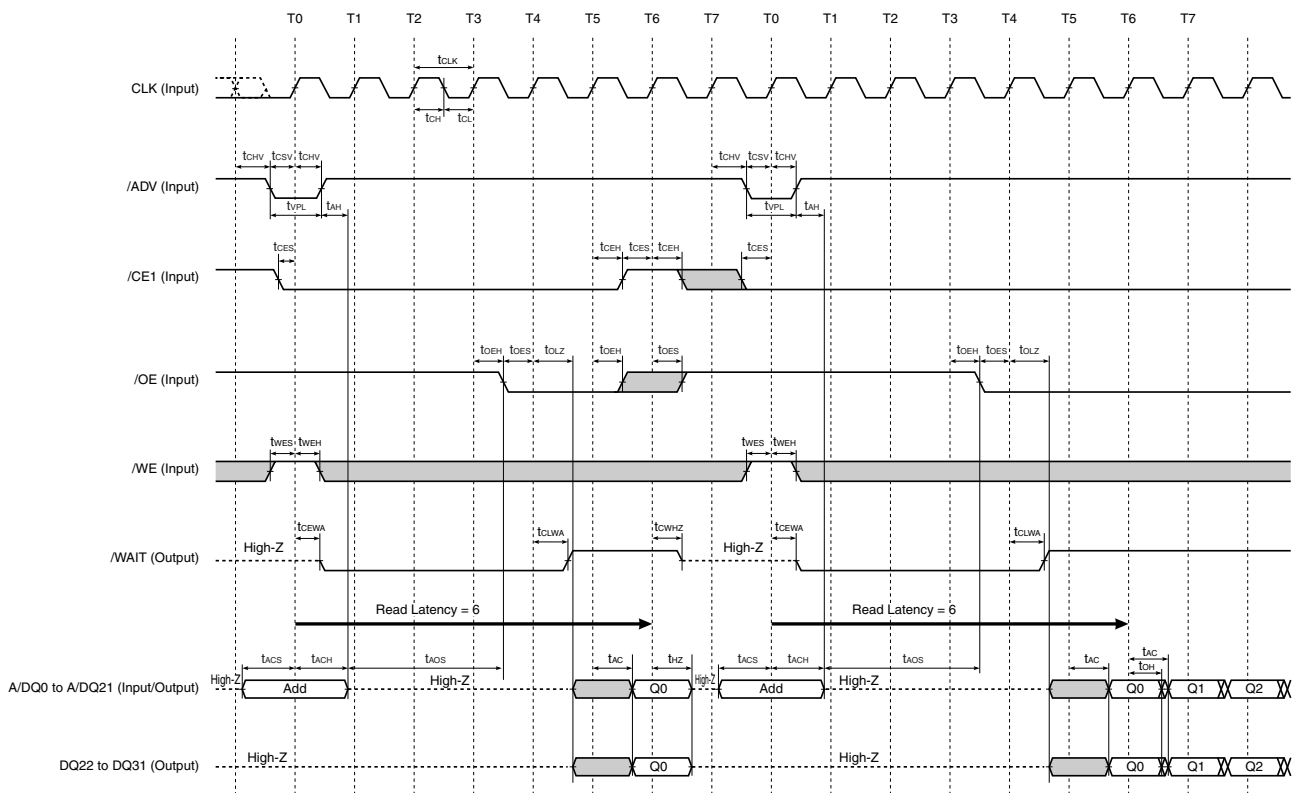 T0 T1 T2 T3 T4 T5 T6 T7 T0 T1 T2 T3 T4 T5 T6 T7
tCLK
CLK (Input)
tCH tCL
tCHV tCSV tCHV tCHV tCSV tCHV
/ADV (Input)
tVPL tAH tVPL tAH
tCES tCEH tCES tCEH tCES
/CE1 (Input)
tOEH tOES tOLZ tOEH tOES tOEH tOES tOLZ
/OE (Input)
tWES tWEH tWES tWEH
/WE (Input)
tCEWA tCLWA tCWHZ tCEWA tCLWA
High-Z High-Z
/WAIT (Output)
Read Latency = 6 Read Latency = 6
tAC
tACS tACH tAOS tAC tHZ tACS tACH tAOS tAC tOH
A/DQ0 to A/DQ21 (Input/Output) High-Z Add High-Z Q0 High-Z Add High-Z Q0 Q1 Q2
High-Z High-Z
DQ22 to DQ31 (Output) Q0 Q0 Q1 Q2